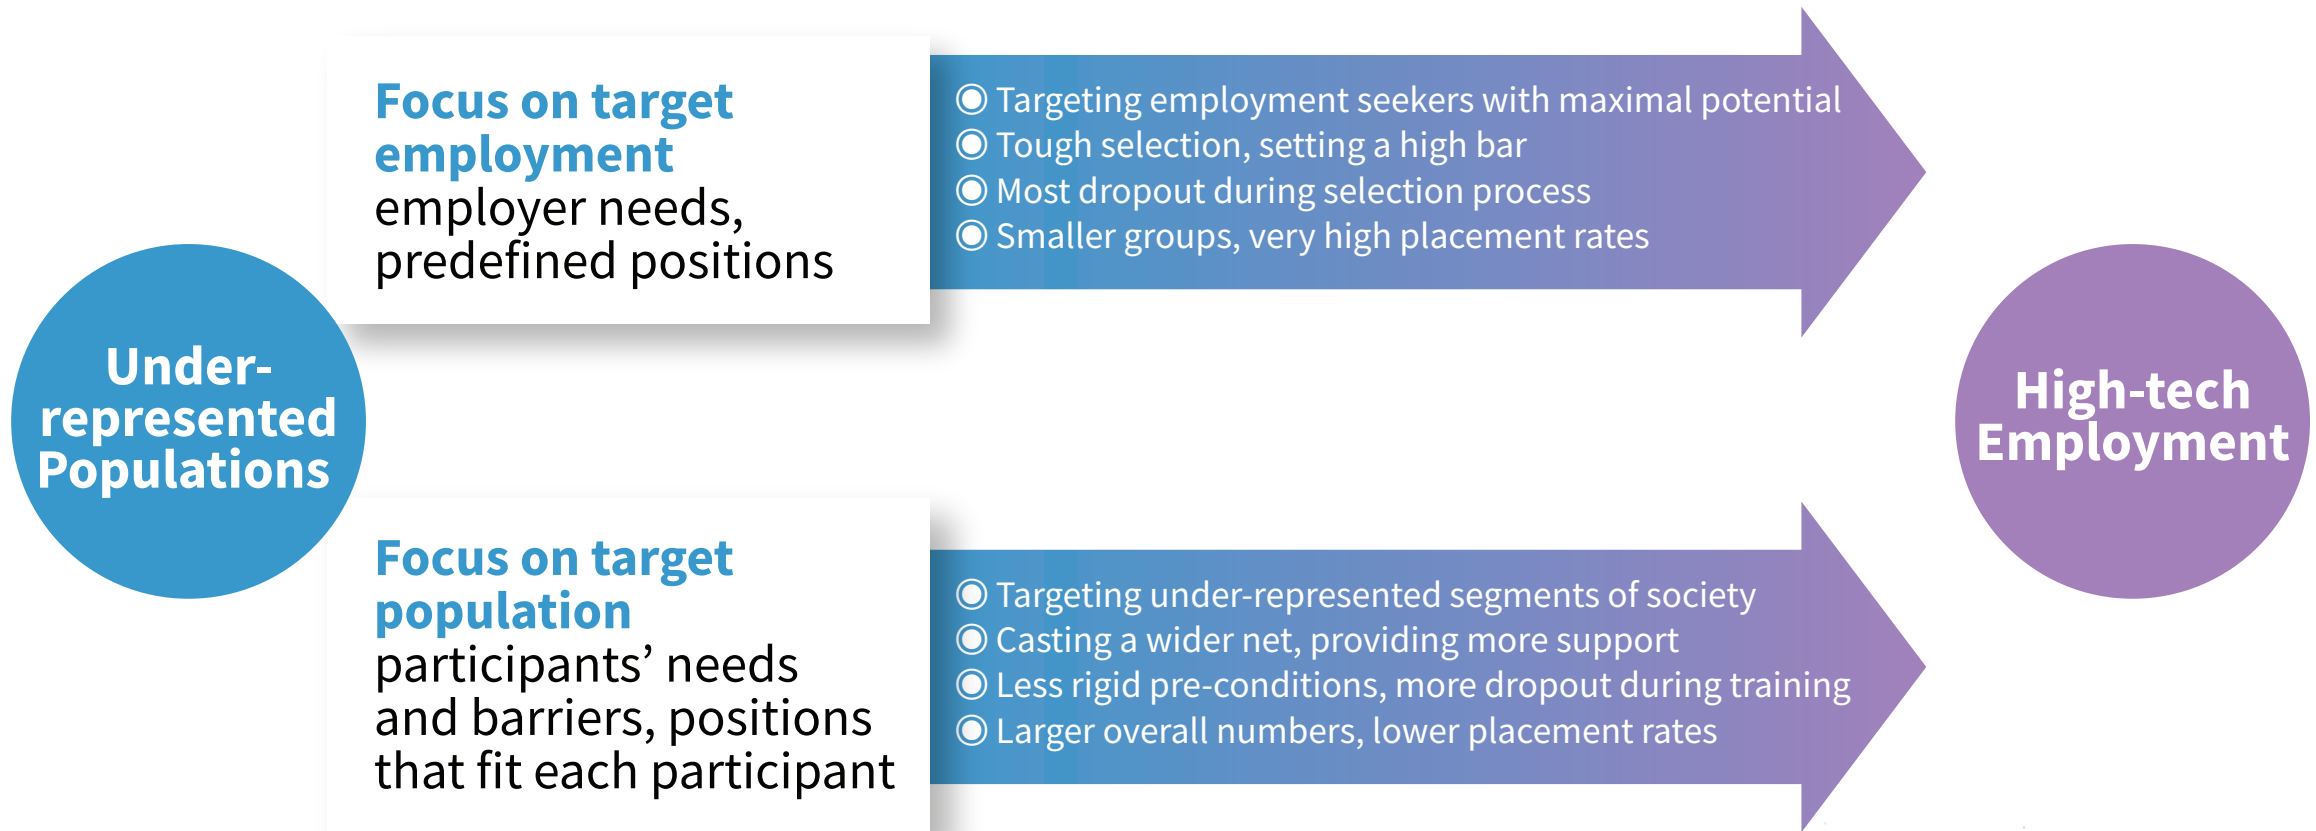 Under-
represented
Populations
Focus on target
employment
employer needs,
predefined positions
Targeting employment seekers with maximal potential
Tough selection, setting a high bar
Most dropout during selection process
Smaller groups, very high placement rates
Focus on target
population
participants’ needs
and barriers, positions
that fit each participant
Targeting under-represented segments of society
Casting a wider net, providing more support
Less rigid pre-conditions, more dropout during training
Larger overall numbers, lower placement rates
High-tech
Employment